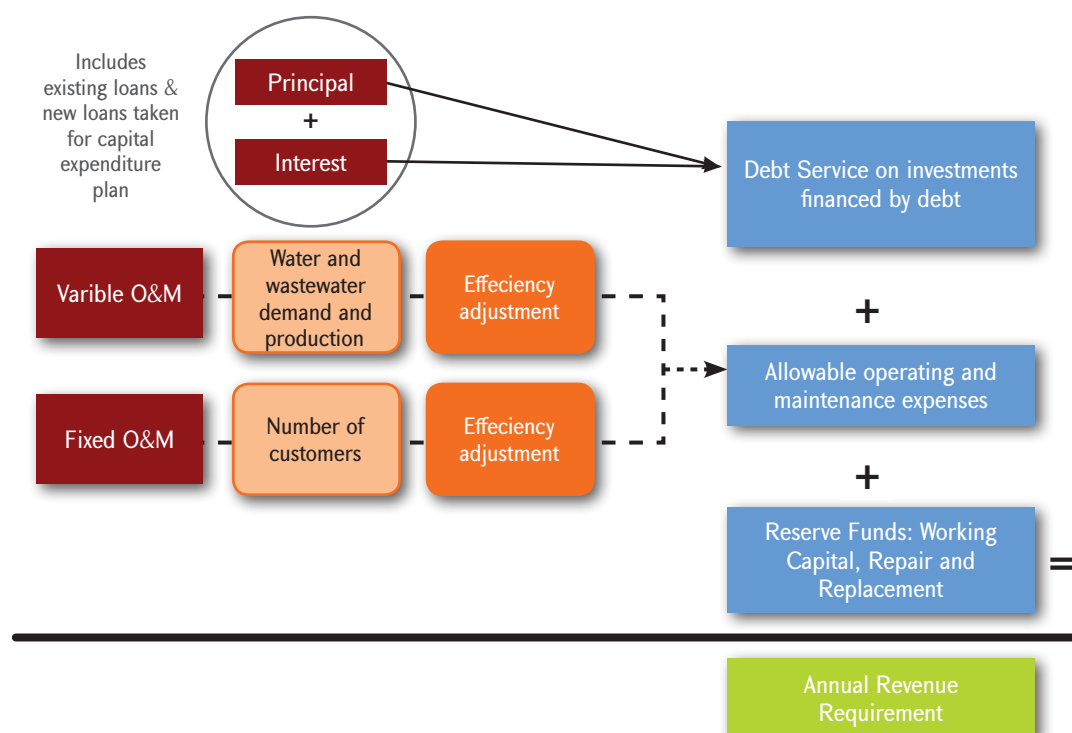 Includes
existing loans &
new loans taken
for capital
expenditure
plan
Principal
+
Interest
Debt Service on investments
financed by debt
Varible O&M
Water and
wastewater
demand and
production
Effeciency
adjustment
+
Allowable operating and
maintenance expenses
Fixed O&M
Number of
customers
Effeciency
adjustment
+
Reserve Funds: Working
Capital, Repair and
Replacement
=
Annual Revenue
Requirement